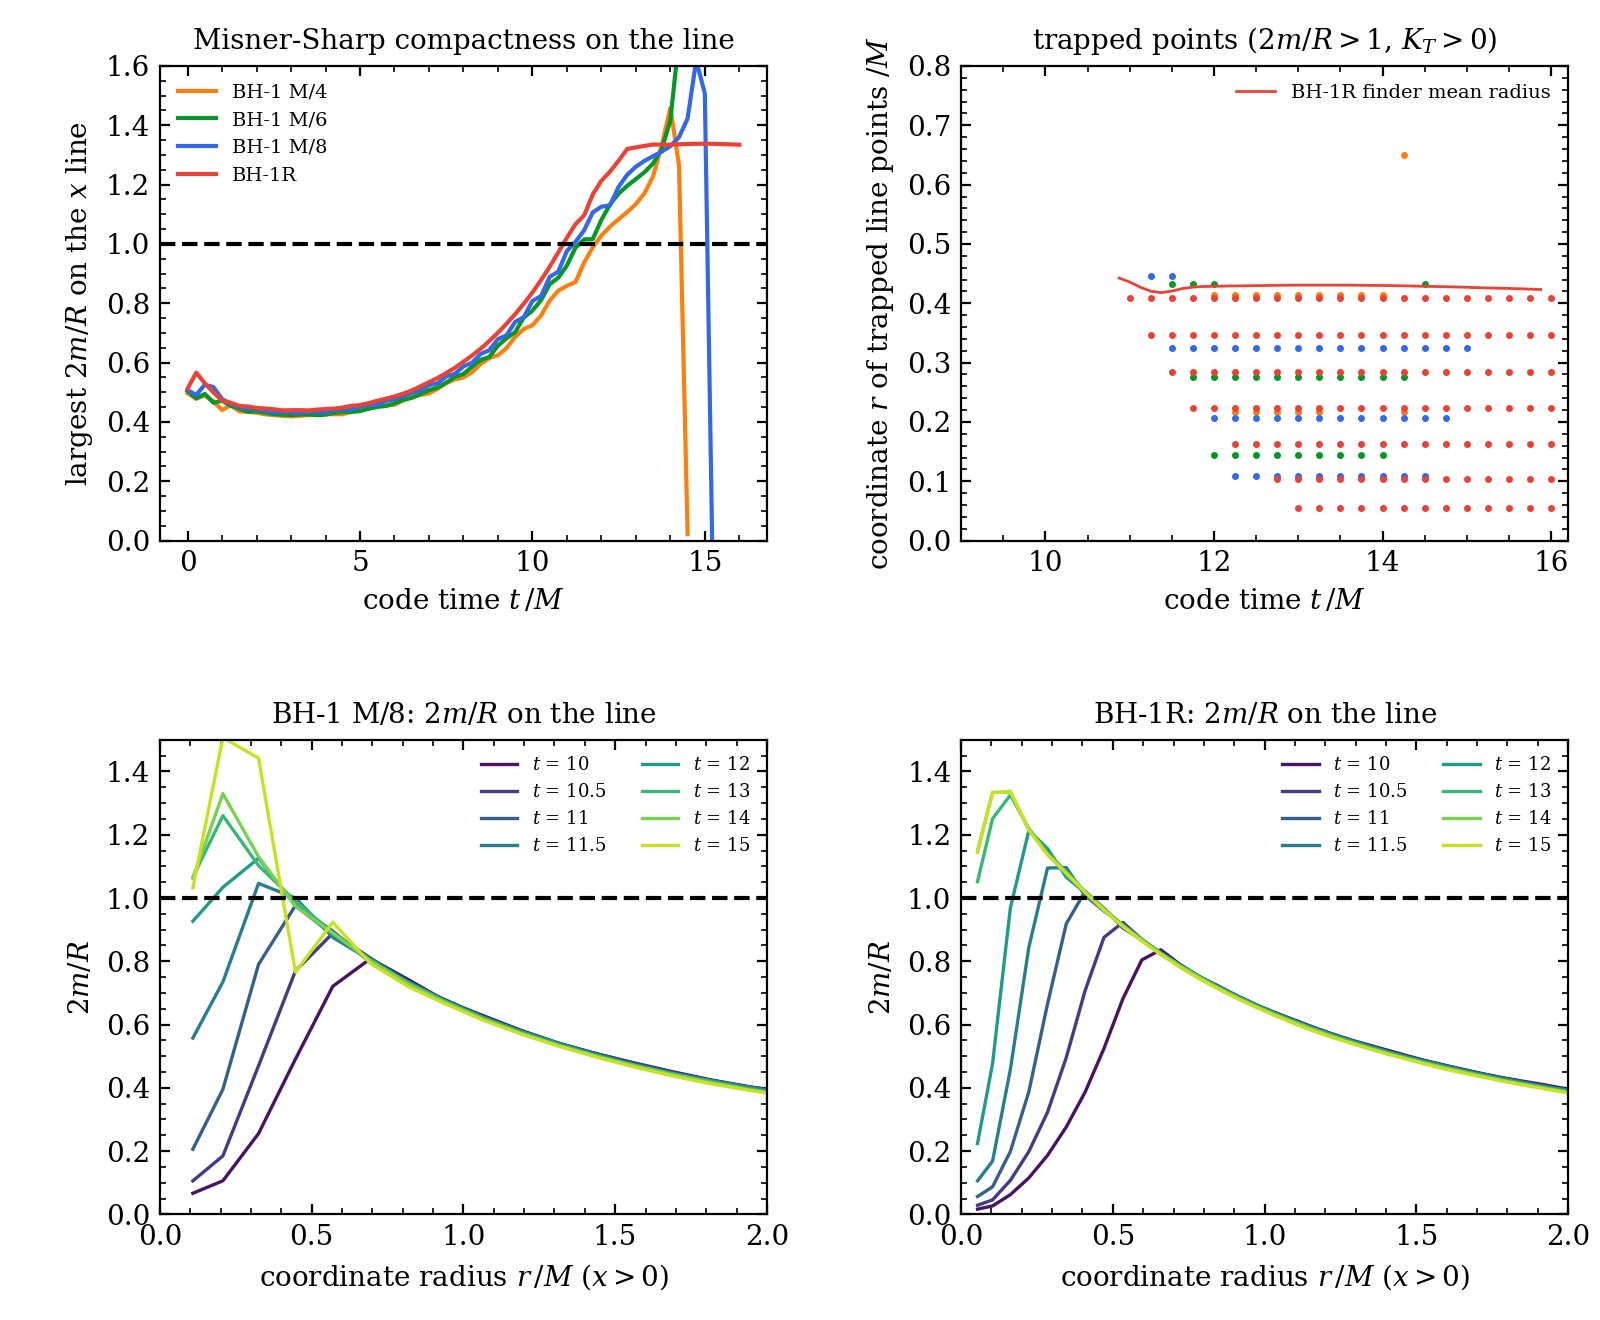 Misner-Sharp compactness on the line
largest 2m/R on the x line
1.6
1.4
1.2
1.0
0.8
0.6
0.4
0.2
0.0
BH-1 M/4
BH-1 M/6
BH-1 M/8
BH-1R
0 5 10 15
code time t/M
trapped points (2m/R > 1, K_T > 0)
coordinate r of trapped line points /M
0.8
0.7
0.6
0.5
0.4
0.3
0.2
0.1
0.0
BH-1R finder mean radius
10 12 14 16
code time t/M
BH-1 M/8: 2m/R on the line
2m/R
1.4
1.2
1.0
0.8
0.6
0.4
0.2
0.0
t = 10
t = 10.5
t = 11
t = 11.5
t = 12
t = 13
t = 14
t = 15
0.0 0.5 1.0 1.5 2.0
coordinate radius r/M (x > 0)
BH-1R: 2m/R on the line
2m/R
1.4
1.2
1.0
0.8
0.6
0.4
0.2
0.0
t = 10
t = 10.5
t = 11
t = 11.5
t = 12
t = 13
t = 14
t = 15
0.0 0.5 1.0 1.5 2.0
coordinate radius r/M (x > 0)